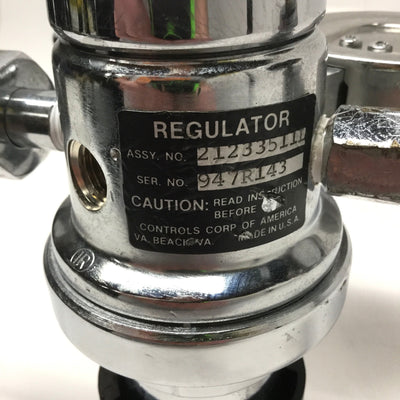 REGULATOR
ASSY. NO. 212335111
SER. NO. 947R143
CAUTION: READ INSTRUCTION
BEFORE
CONTROLS CORP OF AMERICA
VA. BEACH, VA. MADE IN U.S.A.